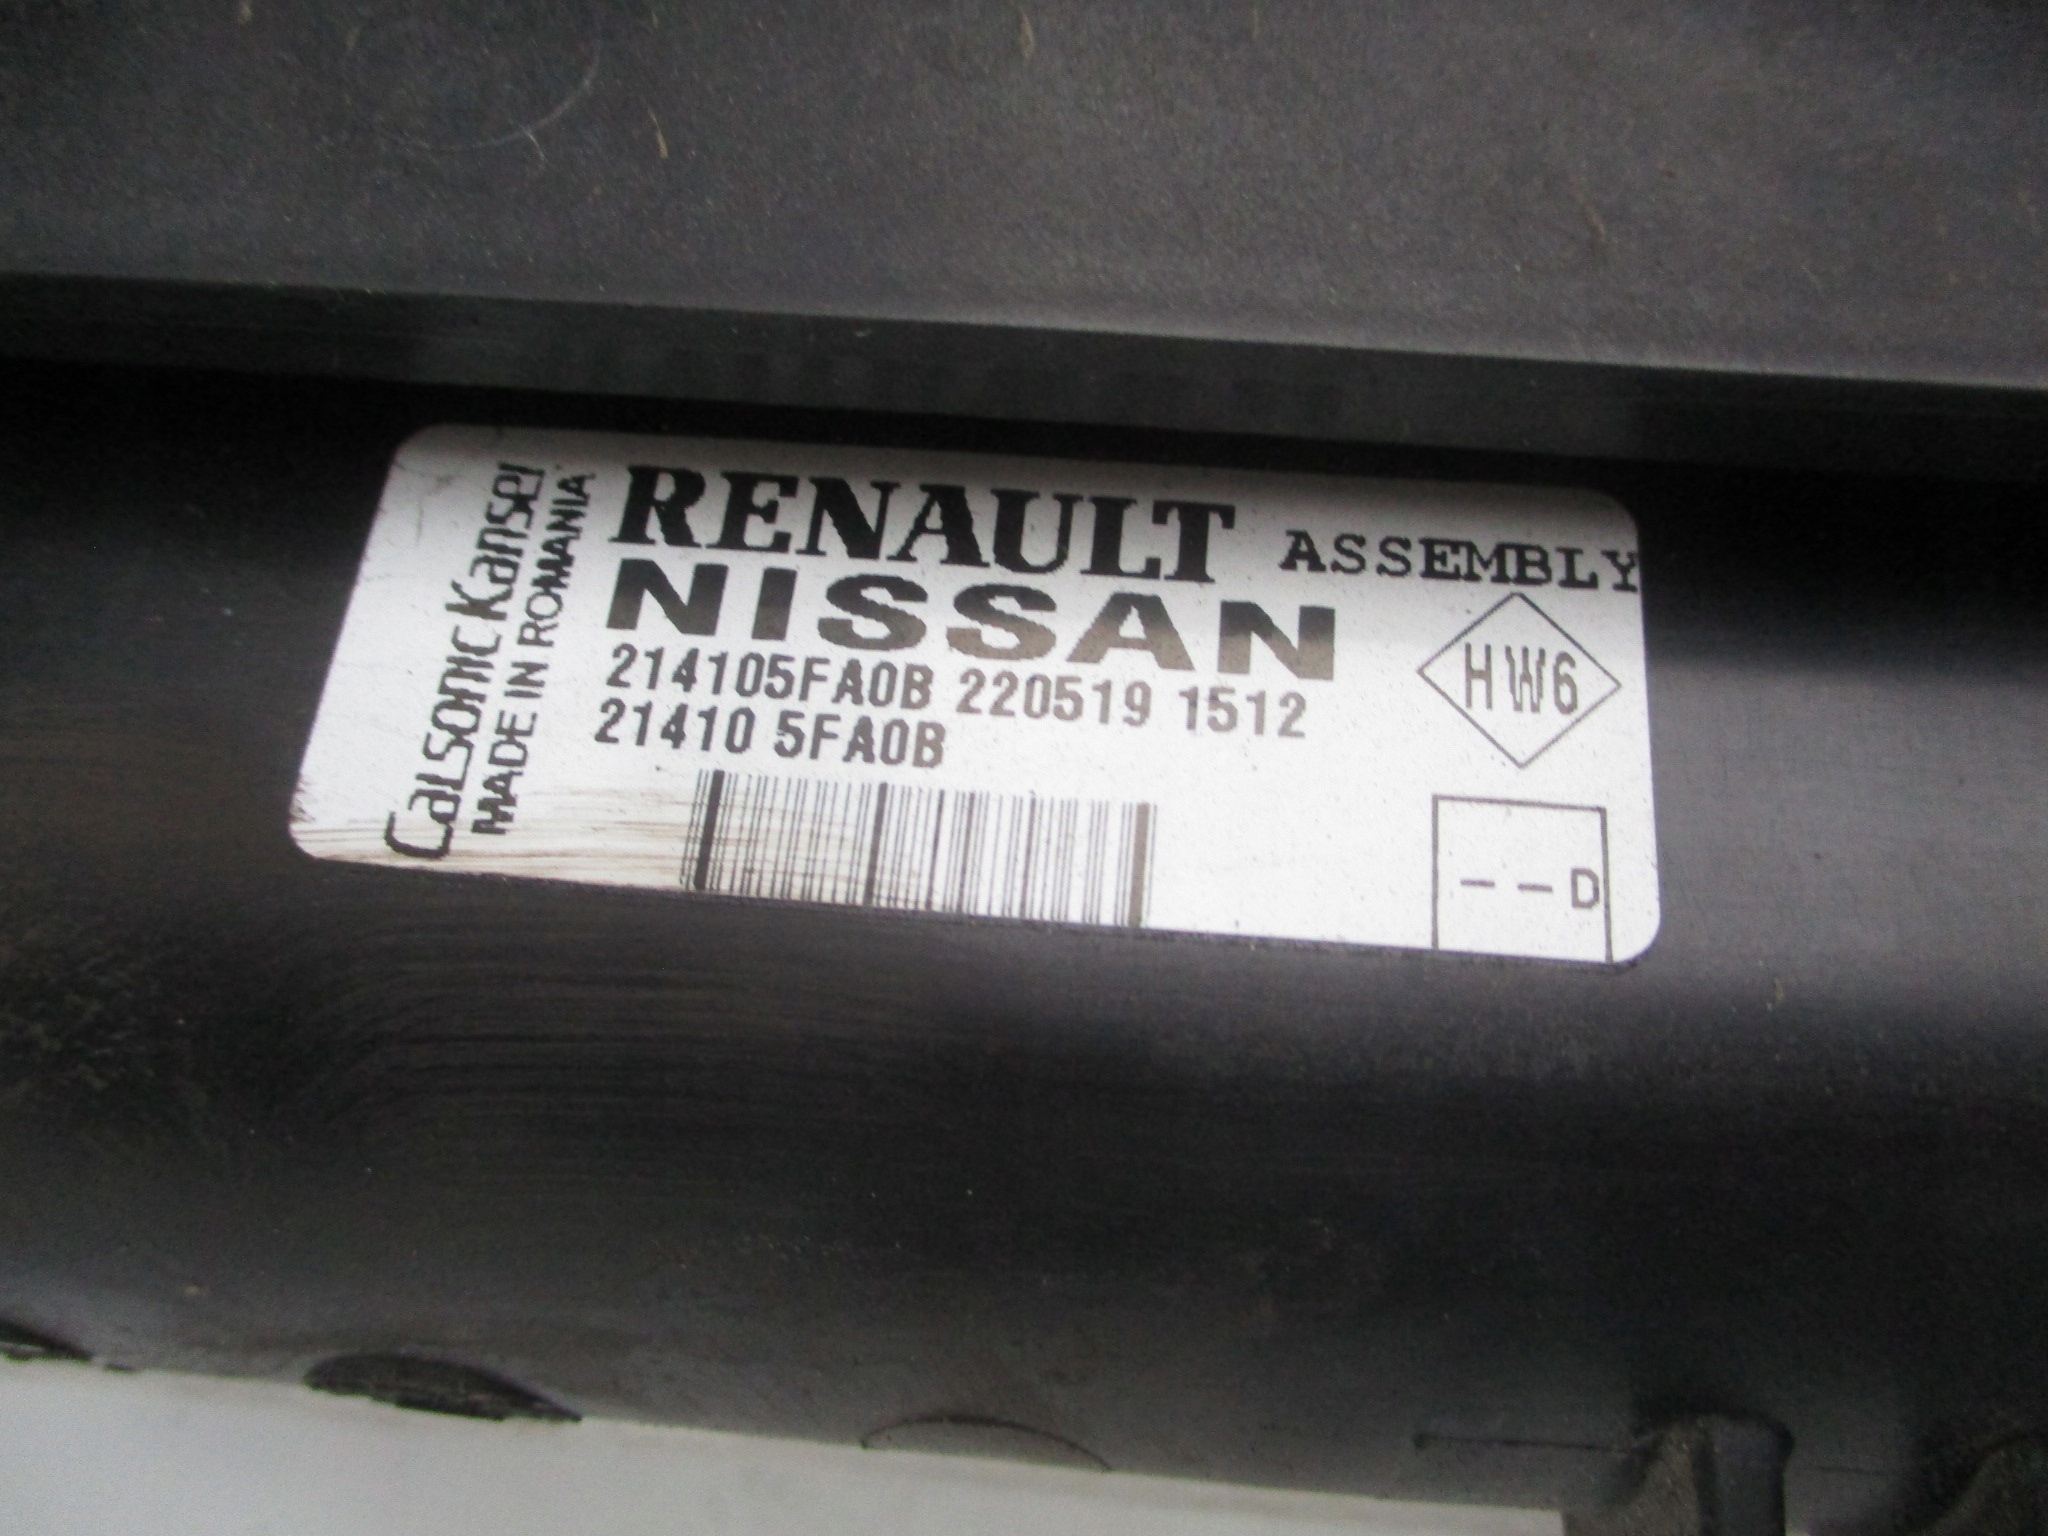 Calsonic Kansei
MADE IN ROMANIA
RENAULT
NISSAN
ASSEMBLY
214105FA0B 220519 1512
21410 5FA0B
HW6
--D